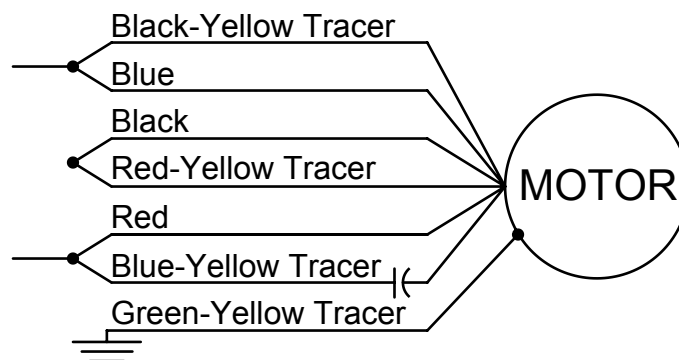 Black-Yellow Tracer
Blue
Black
Red-Yellow Tracer
MOTOR
Red
Blue-Yellow Tracer
Green-Yellow Tracer